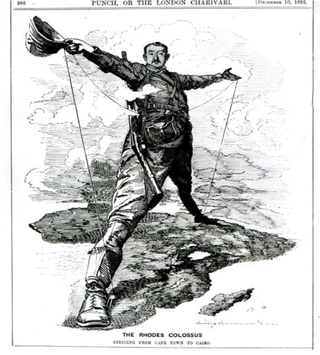 266 PUNCH, OR THE LONDON CHARIVARI. [DECEMBER 10, 1892.
THE RHODES COLOSSUS
STRIDING FROM CAPE TOWN TO CAIRO.